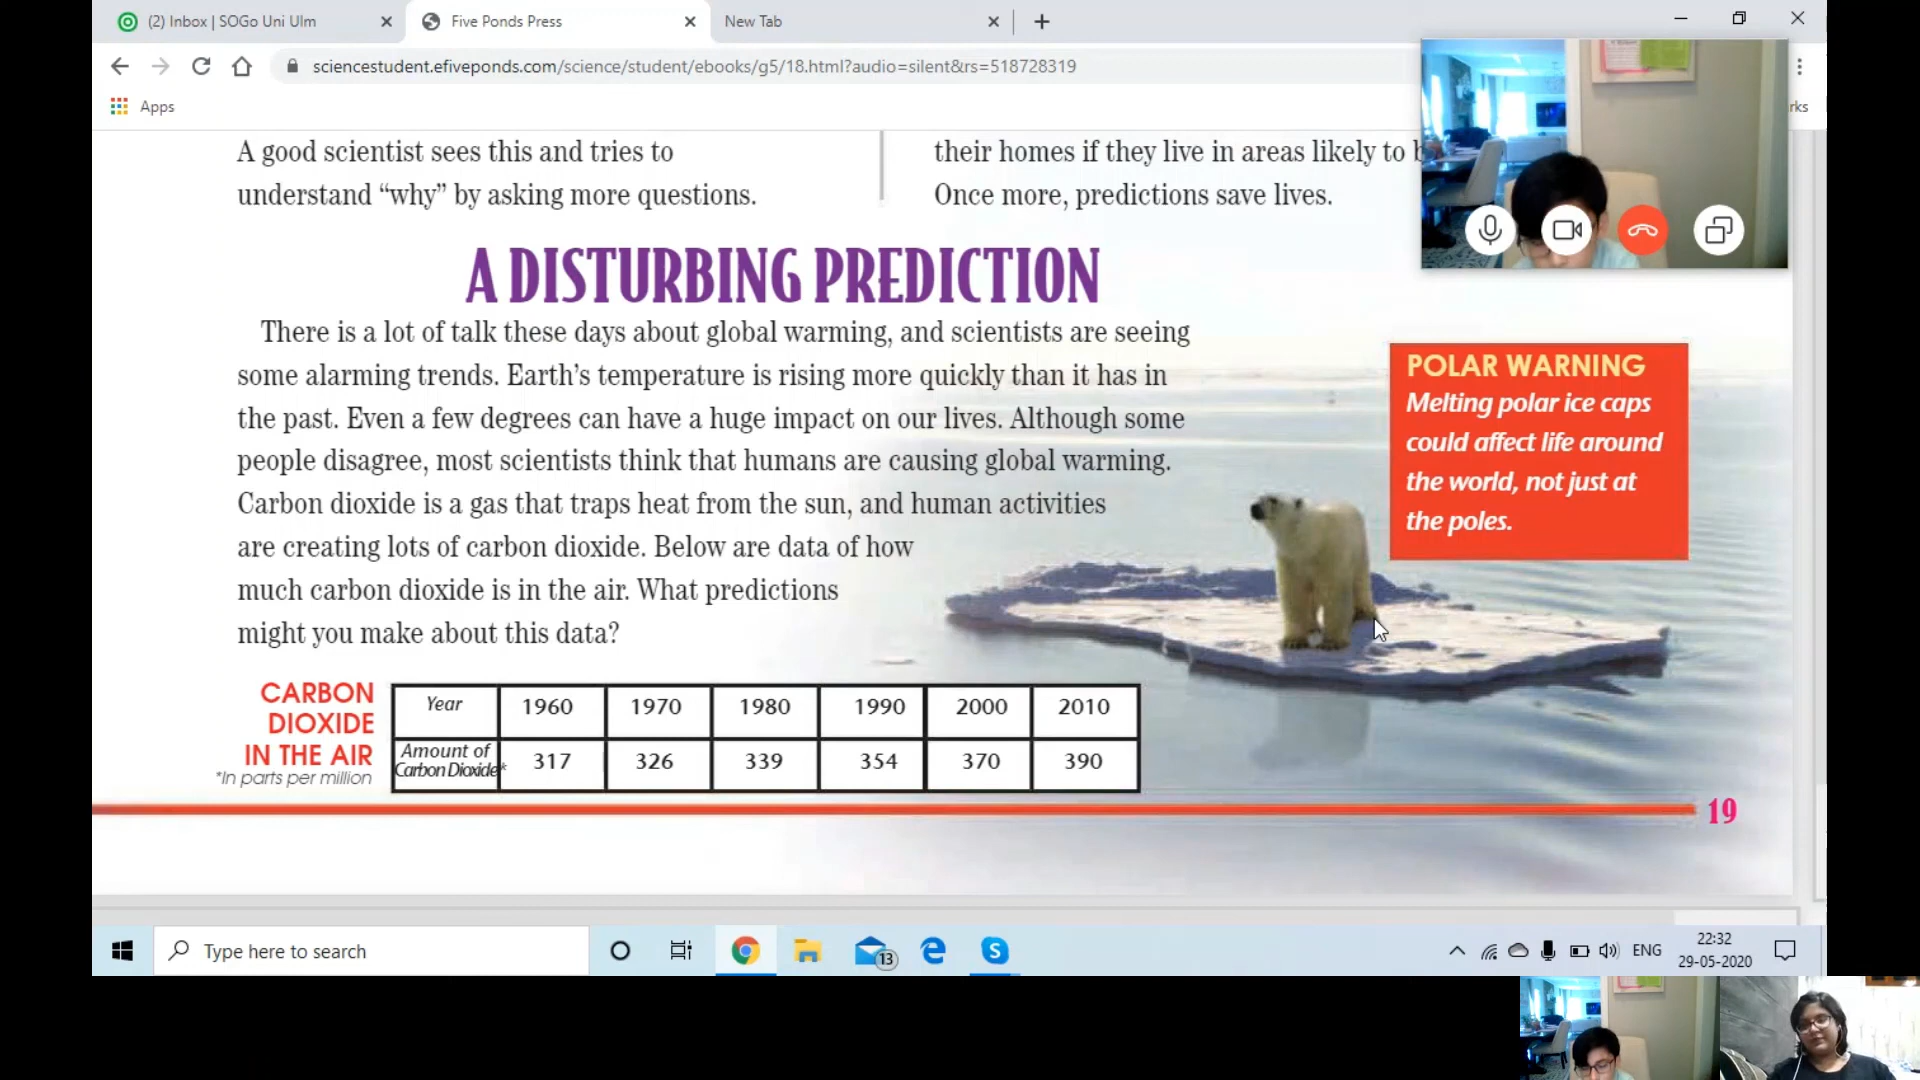 (2) Inbox | SOGo Uni Ulm
Five Ponds Press
New Tab
sciencestudent.efiveponds.com/science/student/ebooks/g5/18.html?audio=silent&rs=518728319
Apps
rks
A good scientist sees this and tries to
understand “why” by asking more questions.
their homes if they live in areas likely to b
Once more, predictions save lives.
A DISTURBING PREDICTION
There is a lot of talk these days about global warming, and scientists are seeing
some alarming trends. Earth’s temperature is rising more quickly than it has in
the past. Even a few degrees can have a huge impact on our lives. Although some
people disagree, most scientists think that humans are causing global warming.
Carbon dioxide is a gas that traps heat from the sun, and human activities
are creating lots of carbon dioxide. Below are data of how
much carbon dioxide is in the air. What predictions
might you make about this data?
POLAR WARNING
Melting polar ice caps
could affect life around
the world, not just at
the poles.
CARBON
DIOXIDE
IN THE AIR
*In parts per million
Year 1960 1970 1980 1990 2000 2010
Amount of
Carbon Dioxide* 317 326 339 354 370 390
19
Type here to search
13
ENG
22:32
29-05-2020